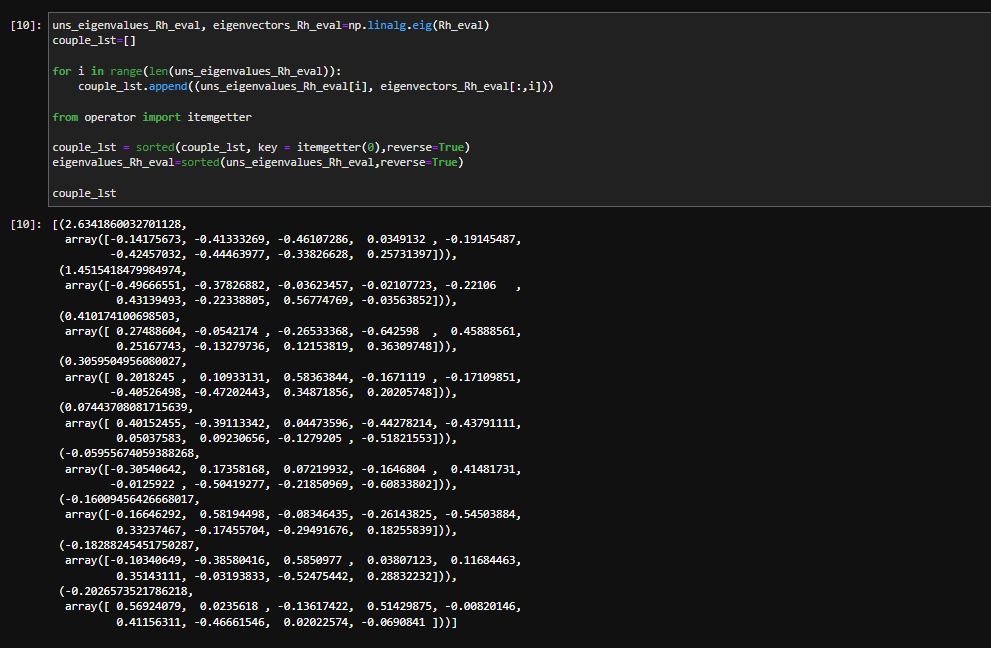 [10]: uns_eigenvalues_Rh_eval, eigenvectors_Rh_eval=np.linalg.eig(Rh_eval)
couple_lst=[]
for i in range(len(uns_eigenvalues_Rh_eval)):
    couple_lst.append((uns_eigenvalues_Rh_eval[i], eigenvectors_Rh_eval[:,i]))
from operator import itemgetter
couple_lst = sorted(couple_lst, key = itemgetter(0),reverse=True)
eigenvalues_Rh_eval=sorted(uns_eigenvalues_Rh_eval,reverse=True)
couple_lst
[10]: [(2.6341860032701128,
  array([-0.14175673, -0.41333269, -0.46107286,  0.0349132 , -0.19145487,
         -0.42457032, -0.44463977, -0.33826628,  0.25731397])),
 (1.4515418479984974,
  array([-0.49666551, -0.37826882, -0.03623457, -0.02107723, -0.22106   ,
          0.43139493, -0.22338805,  0.56774769, -0.03563852])),
 (0.410174100698503,
  array([ 0.27488604, -0.0542174 , -0.26533368, -0.642598  ,  0.45888561,
          0.25167743, -0.13279736,  0.12153819,  0.36309748])),
 (0.3059504956080027,
  array([ 0.2018245 ,  0.10933131,  0.58363844, -0.1671119 , -0.17109851,
         -0.40526498, -0.47202443,  0.34871856,  0.20205748])),
 (0.07443708081715639,
  array([ 0.40152455, -0.39113342,  0.04473596, -0.44278214, -0.43791111,
          0.05037583,  0.09230656, -0.1279205 , -0.51821553])),
 (-0.05955674059388268,
  array([-0.30540642,  0.17358168,  0.07219932, -0.1646804 ,  0.41481731,
         -0.0125922 , -0.50419277, -0.21850969, -0.60833802])),
 (-0.16009456426668017,
  array([-0.16646292,  0.58194498, -0.08346435, -0.26143825, -0.54503884,
          0.33237467, -0.17455704, -0.29491676,  0.18255839])),
 (-0.18288245451750287,
  array([-0.10340649, -0.38580416,  0.5850977 ,  0.03807123,  0.11684463,
          0.35143111, -0.03193833, -0.52475442,  0.28832232])),
 (-0.2026573521786218,
  array([ 0.56924079,  0.0235618 , -0.13617422,  0.51429875, -0.00820146,
          0.41156311, -0.46661546,  0.02022574, -0.0690841 ]))]